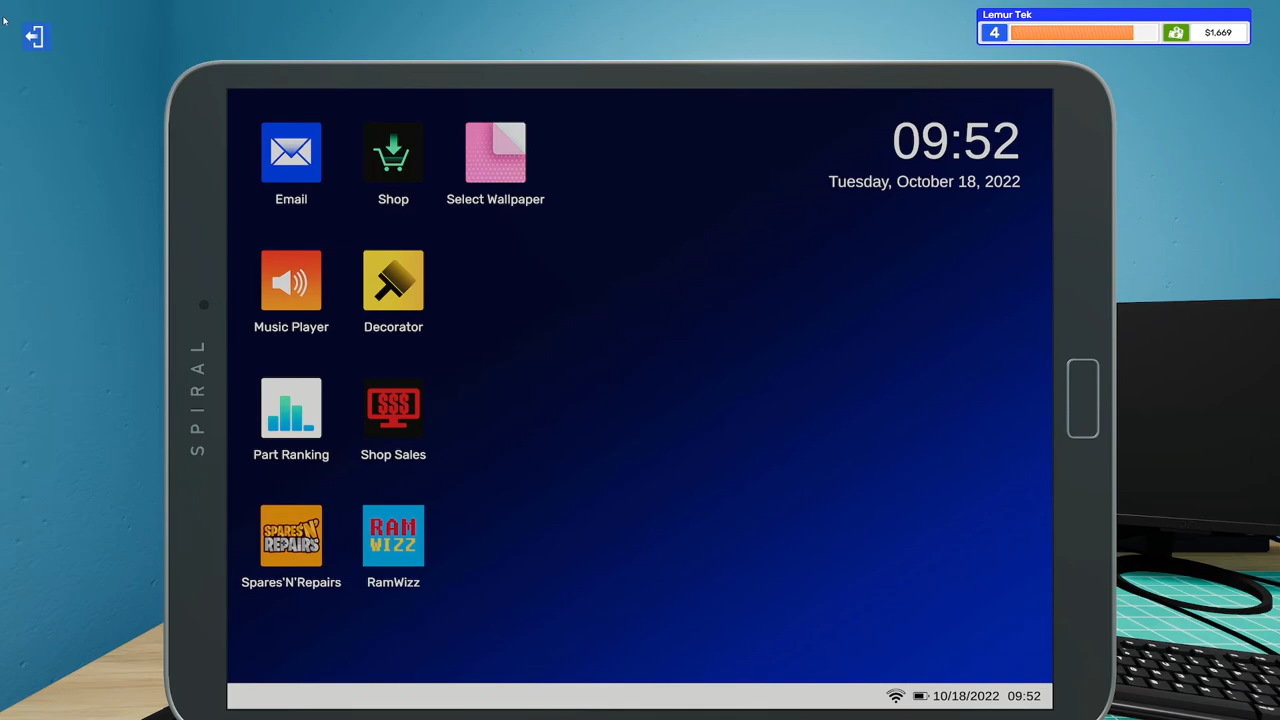 Lemur Tek
4
$1,669
09:52
Tuesday, October 18, 2022
Email
Shop
Select Wallpaper
Music Player
Decorator
SPIRAL
Part Ranking
$$$
Shop Sales
SPARES'N'
REPAIRS
RAM
WIZZ
Spares'N'Repairs
RamWizz
10/18/2022 09:52